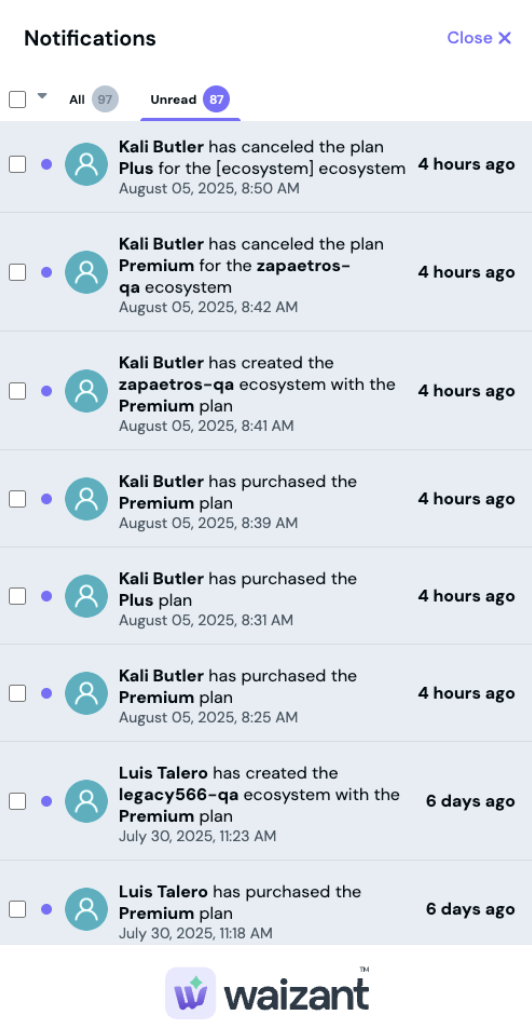 Notifications
Close ✕
All 97 Unread 87
Kali Butler has canceled the plan
Plus for the [ecosystem] ecosystem
August 05, 2025, 8:50 AM
4 hours ago
Kali Butler has canceled the plan
Premium for the zapaetros-
qa ecosystem
August 05, 2025, 8:42 AM
4 hours ago
Kali Butler has created the
zapaetros-qa ecosystem with the
Premium plan
August 05, 2025, 8:41 AM
4 hours ago
Kali Butler has purchased the
Premium plan
August 05, 2025, 8:39 AM
4 hours ago
Kali Butler has purchased the
Plus plan
August 05, 2025, 8:31 AM
4 hours ago
Kali Butler has purchased the
Premium plan
August 05, 2025, 8:25 AM
4 hours ago
Luis Talero has created the
legacy566-qa ecosystem with the
Premium plan
July 30, 2025, 11:23 AM
6 days ago
Luis Talero has purchased the
Premium plan
July 30, 2025, 11:18 AM
6 days ago
waizant™